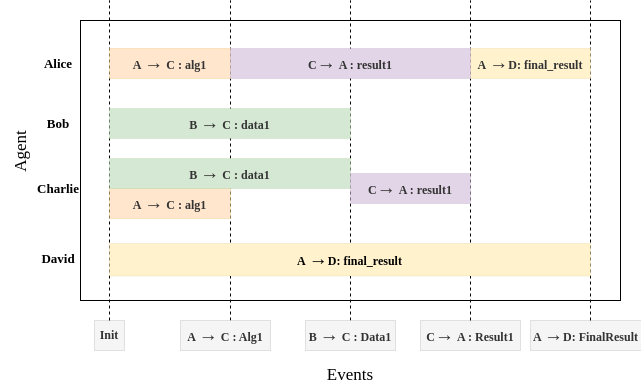 Alice
A → C : alg1
C → A : result1
A → D: final_result
Bob
B → C : data1
Agent
Charlie
B → C : data1
A → C : alg1
C → A : result1
David
A → D: final_result
Init
A → C : Alg1
B → C : Data1
C → A : Result1
A → D: FinalResult
Events